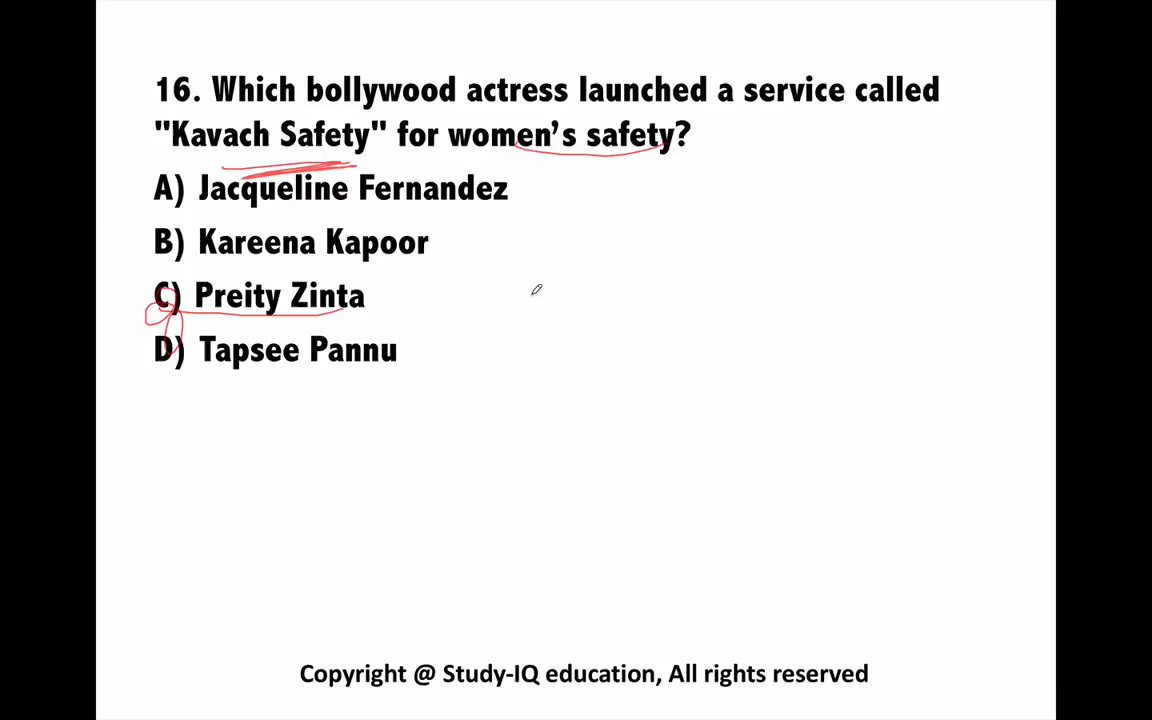 16. Which bollywood actress launched a service called
"Kavach Safety" for women's safety?
A) Jacqueline Fernandez
B) Kareena Kapoor
C) Preity Zinta
D) Tapsee Pannu
Copyright @ Study-IQ education, All rights reserved